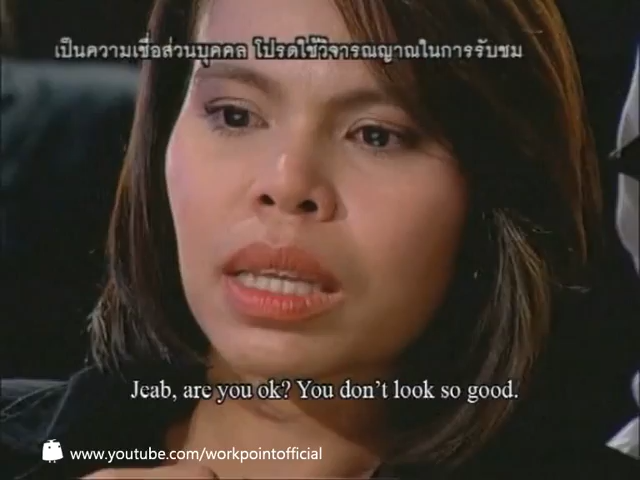 เป็นความเชื่อส่วนบุคคล โปรดใช้วิจารณญาณในการรับชม
Jeab, are you ok? You don't look so good.
www.youtube.com/workpointofficial